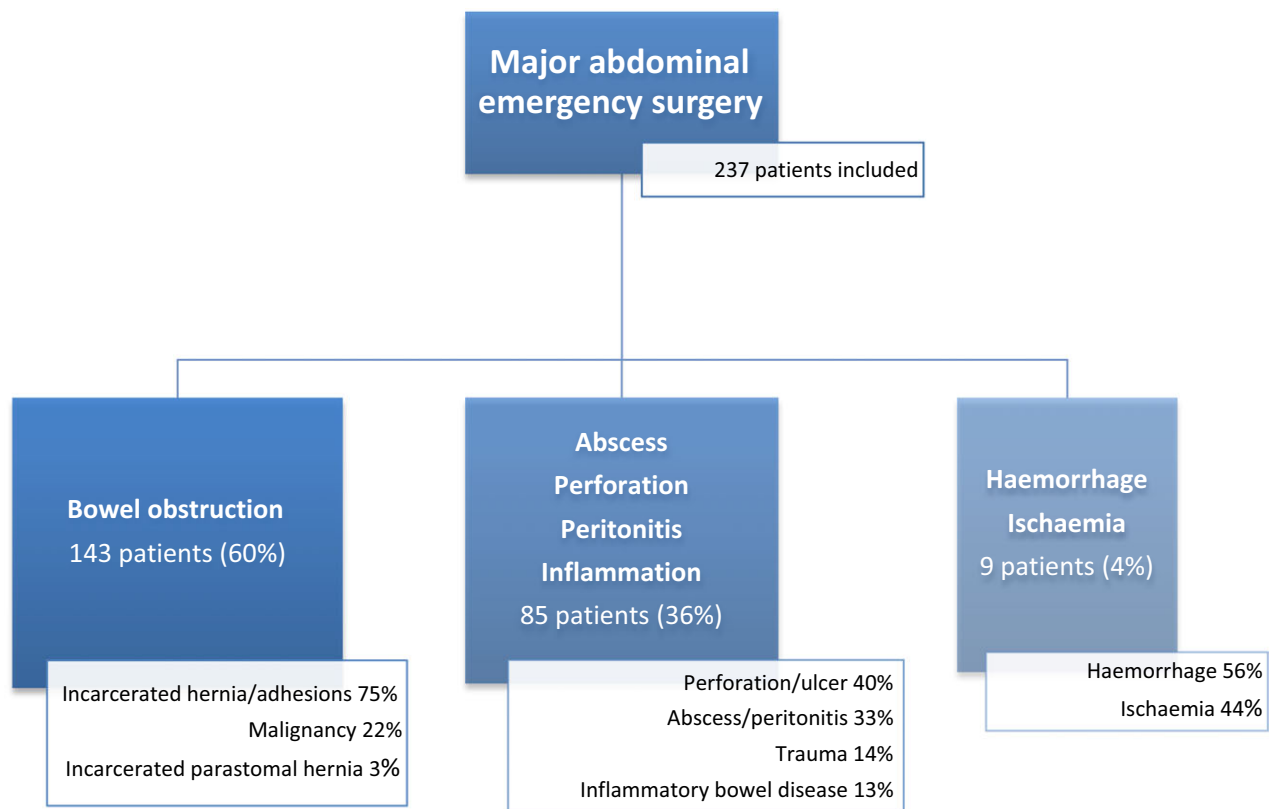 Major abdominal
emergency surgery
237 patients included
Bowel obstruction
143 patients (60%)
Incarcerated hernia/adhesions 75%
Malignancy 22%
Incarcerated parastomal hernia 3%
Abscess
Perforation
Peritonitis
Inflammation
85 patients (36%)
Perforation/ulcer 40%
Abscess/peritonitis 33%
Trauma 14%
Inflammatory bowel disease 13%
Haemorrhage
Ischaemia
9 patients (4%)
Haemorrhage 56%
Ischaemia 44%